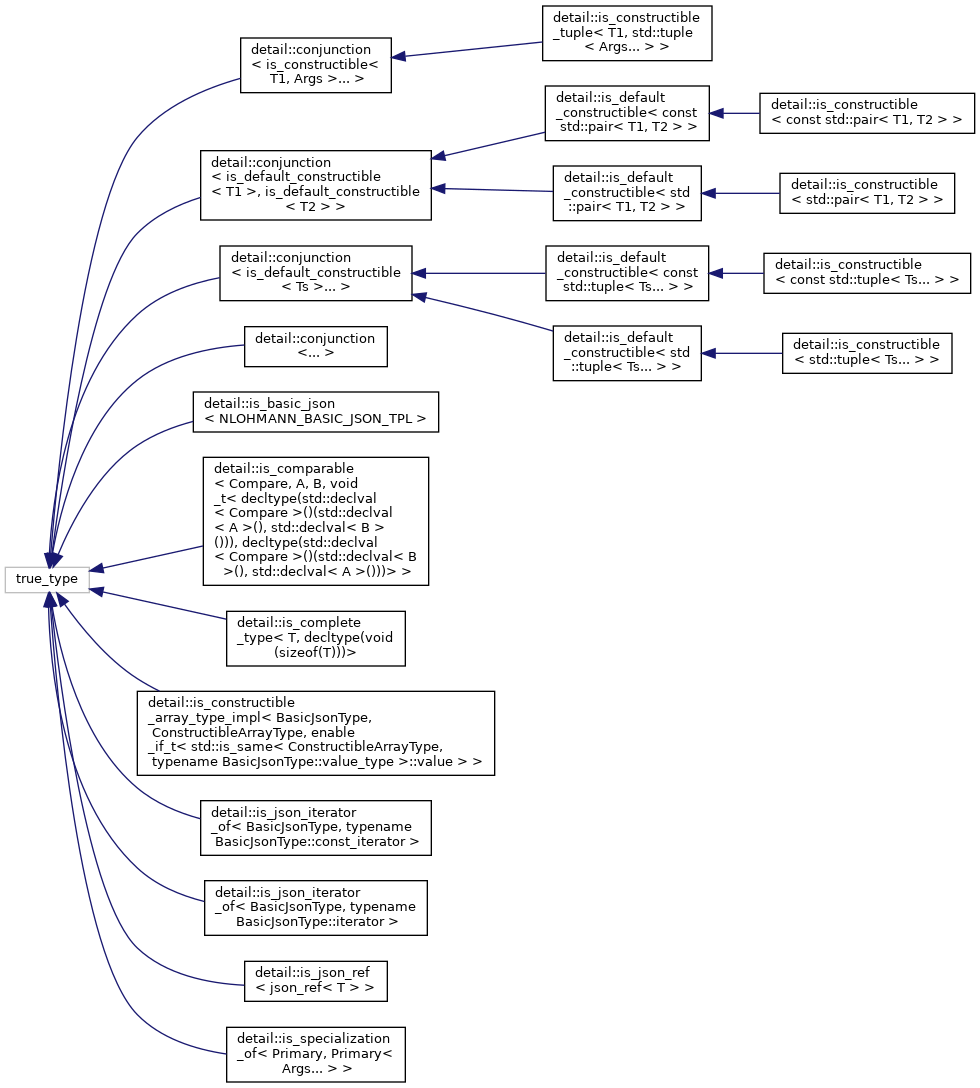 detail::is_constructible
_tuple< T1, std::tuple
< Args... > >
detail::conjunction
< is_constructible<
T1, Args >... >
detail::is_default
_constructible< const
std::pair< T1, T2 > >
detail::is_constructible
< const std::pair< T1, T2 > >
detail::conjunction
< is_default_constructible
< T1 >, is_default_constructible
< T2 > >
detail::is_default
_constructible< std
::pair< T1, T2 > >
detail::is_constructible
< std::pair< T1, T2 > >
detail::conjunction
< is_default_constructible
< Ts >... >
detail::is_default
_constructible< const
std::tuple< Ts... > >
detail::is_constructible
< const std::tuple< Ts... > >
detail::is_default
_constructible< std
::tuple< Ts... > >
detail::is_constructible
< std::tuple< Ts... > >
detail::conjunction
<... >
detail::is_basic_json
< NLOHMANN_BASIC_JSON_TPL >
detail::is_comparable
< Compare, A, B, void
_t< decltype(std::declval
< Compare >()(std::declval
< A >(), std::declval< B >
())), decltype(std::declval
< Compare >()(std::declval< B
>(), std::declval< A >()))> >
true_type
detail::is_complete
_type< T, decltype(void
(sizeof(T)))>
detail::is_constructible
_array_type_impl< BasicJsonType,
ConstructibleArrayType, enable
_if_t< std::is_same< ConstructibleArrayType,
typename BasicJsonType::value_type >::value > >
detail::is_json_iterator
_of< BasicJsonType, typename
BasicJsonType::const_iterator >
detail::is_json_iterator
_of< BasicJsonType, typename
BasicJsonType::iterator >
detail::is_json_ref
< json_ref< T > >
detail::is_specialization
_of< Primary, Primary<
Args... > >